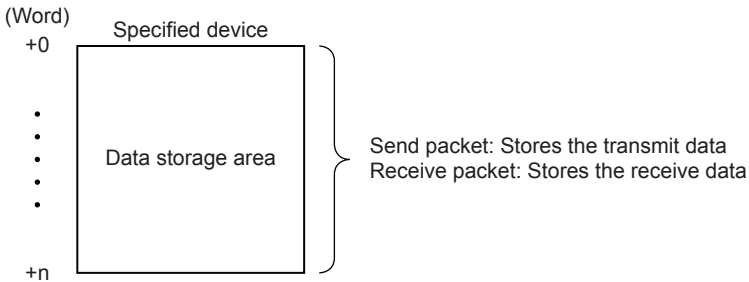 (Word)
Specified device
+0
Data storage area
Send packet: Stores the transmit data
Receive packet: Stores the receive data
+n